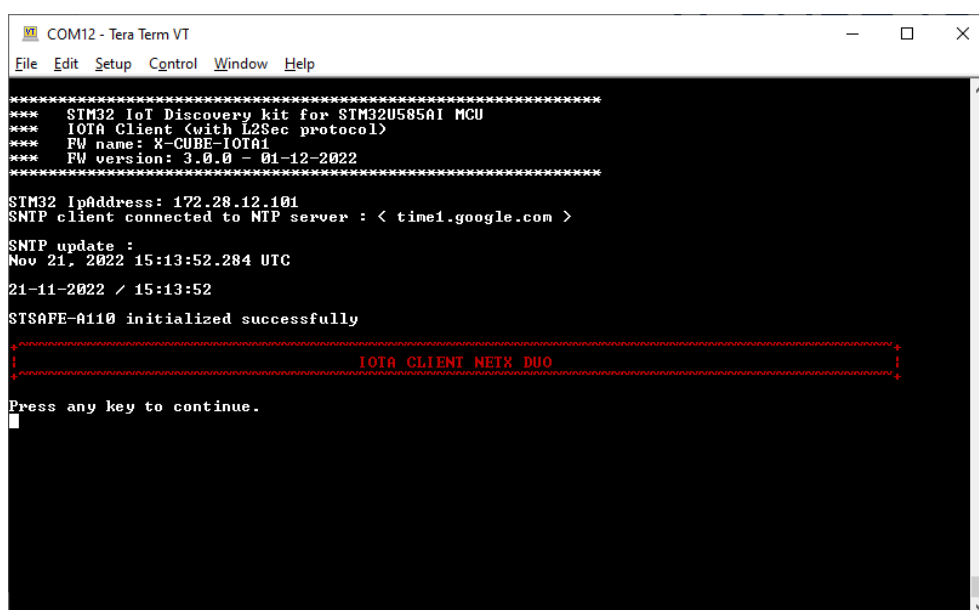 COM12 - Tera Term VT
File Edit Setup Control Window Help
*************************************************************
*** STM32 IoT Discovery kit for STM32U585AI MCU
*** IOTA Client (with L2Sec protocol)
*** FW name: X-CUBE-IOTA1
*** FW version: 3.0.0 - 01-12-2022
*************************************************************
STM32 IpAddress: 172.28.12.101
SNTP client connected to NTP server : < time1.google.com >
SNTP update :
Nov 21, 2022 15:13:52.284 UTC
21-11-2022 / 15:13:52
STSAFE-A110 initialized successfully
IOTA CLIENT NETX DUO
Press any key to continue.